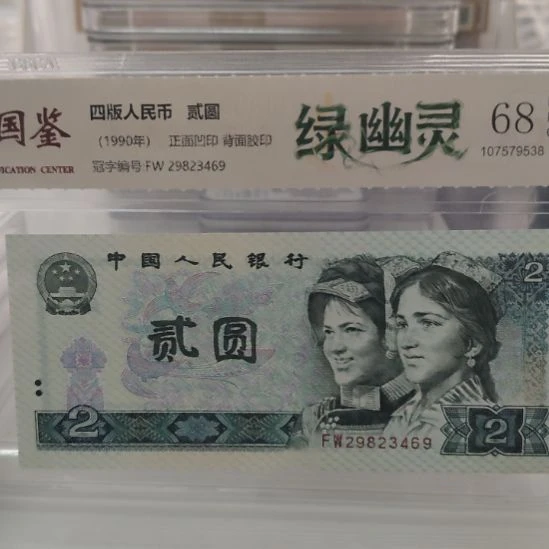 国鉴
ICATION CENTER
四版人民币 贰圆
(1990年) 正面凹印 背面胶印
冠字编号:FW 29823469
绿幽灵
68
107579538
中国人民银行
贰圆
2
2
FW29823469
2